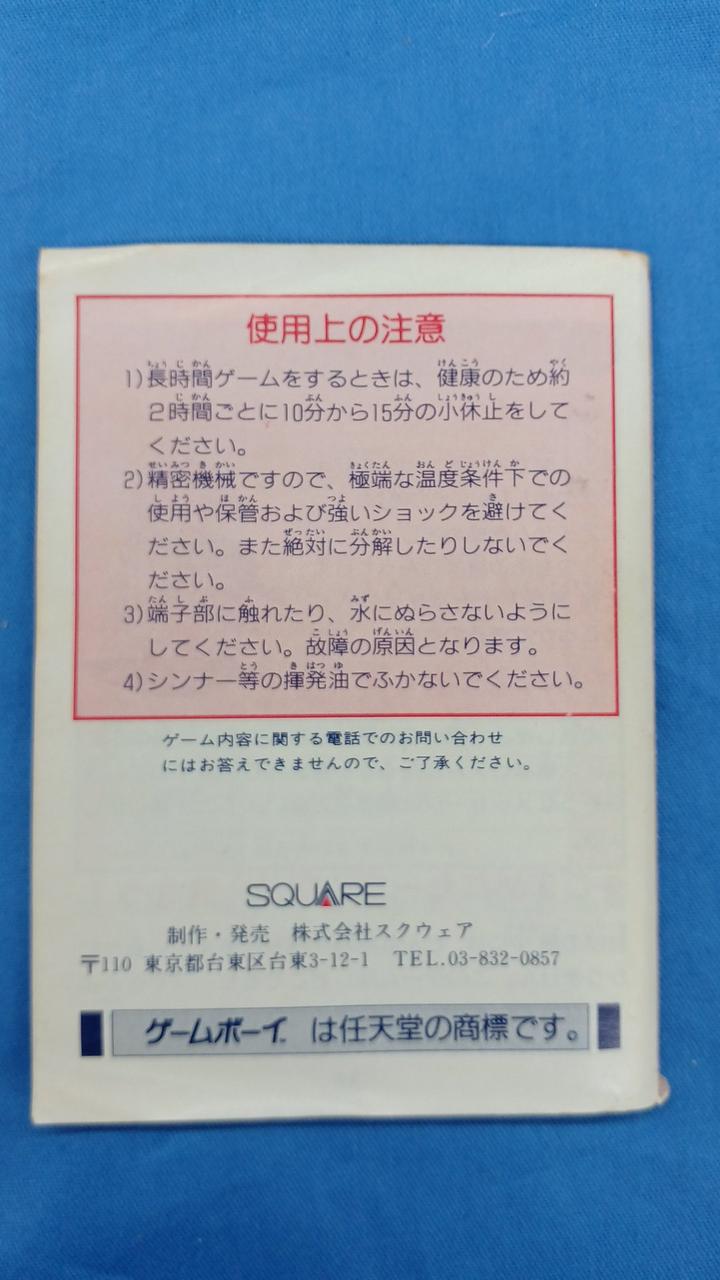 使用上の注意
1)長時間ゲームをするときは、健康のため約
2時間ごとに10分から15分の小休止をして
ください。
2)精密機械ですので、極端な温度条件下での
使用や保管および強いショックを避けてく
ださい。また絶対に分解したりしないでく
ださい。
3)端子部に触れたり、水にぬらさないように
してください。故障の原因となります。
4)シンナー等の揮発油でふかないでください。
ゲーム内容に関する電話でのお問い合わせ
にはお答えできませんので、ご了承ください。
SQUARE
制作・発売 株式会社スクウェア
〒110 東京都台東区台東3-12-1 TEL.03-832-0857
ゲームボーイ™ は任天堂の商標です。